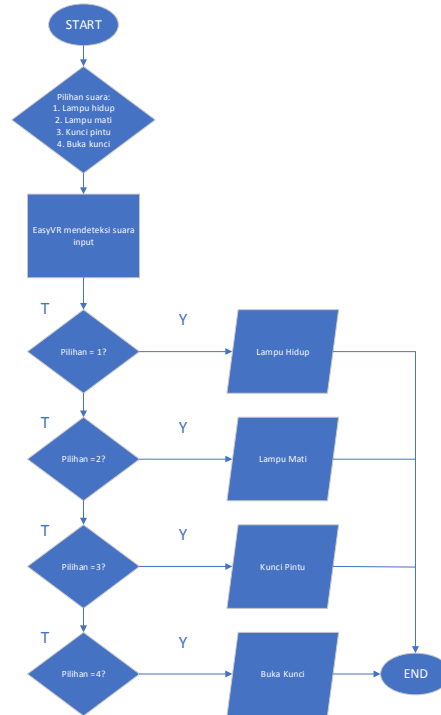 START
Pilihan suara:
1. Lampu hidup
2. Lampu mati
3. Kunci pintu
4. Buka kunci
EasyVR mendeteksi suara
input
T
Y
Pilihan = 1?
Lampu Hidup
T
Y
Pilihan =2?
Lampu Mati
T
Y
Pilihan =3?
Kunci Pintu
T
Y
Pilihan =4?
Buka Kunci
END